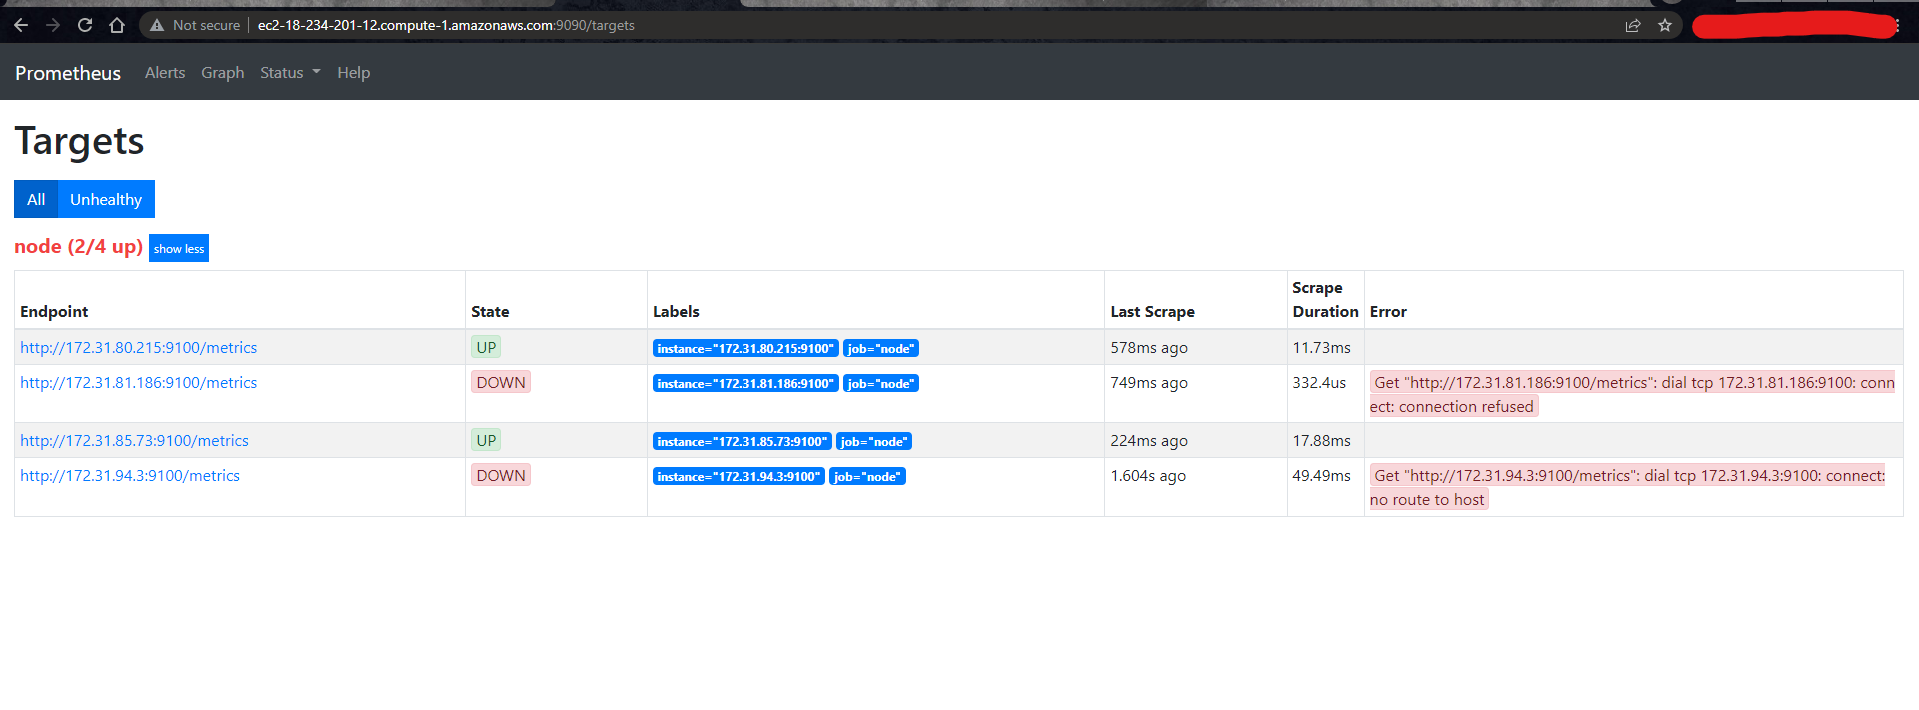 Not secure ec2-18-234-201-12.compute-1.amazonaws.com:9090/targets
Prometheus Alerts Graph Status Help
Targets
All Unhealthy
node (2/4 up) show less
Endpoint State Labels Last Scrape Scrape Duration Error
http://172.31.80.215:9100/metrics UP instance="172.31.80.215:9100" job="node" 578ms ago 11.73ms
http://172.31.81.186:9100/metrics DOWN instance="172.31.81.186:9100" job="node" 749ms ago 332.4us Get "http://172.31.81.186:9100/metrics": dial tcp 172.31.81.186:9100: conn
ect: connection refused
http://172.31.85.73:9100/metrics UP instance="172.31.85.73:9100" job="node" 224ms ago 17.88ms
http://172.31.94.3:9100/metrics DOWN instance="172.31.94.3:9100" job="node" 1.604s ago 49.49ms Get "http://172.31.94.3:9100/metrics": dial tcp 172.31.94.3:9100: connect:
no route to host